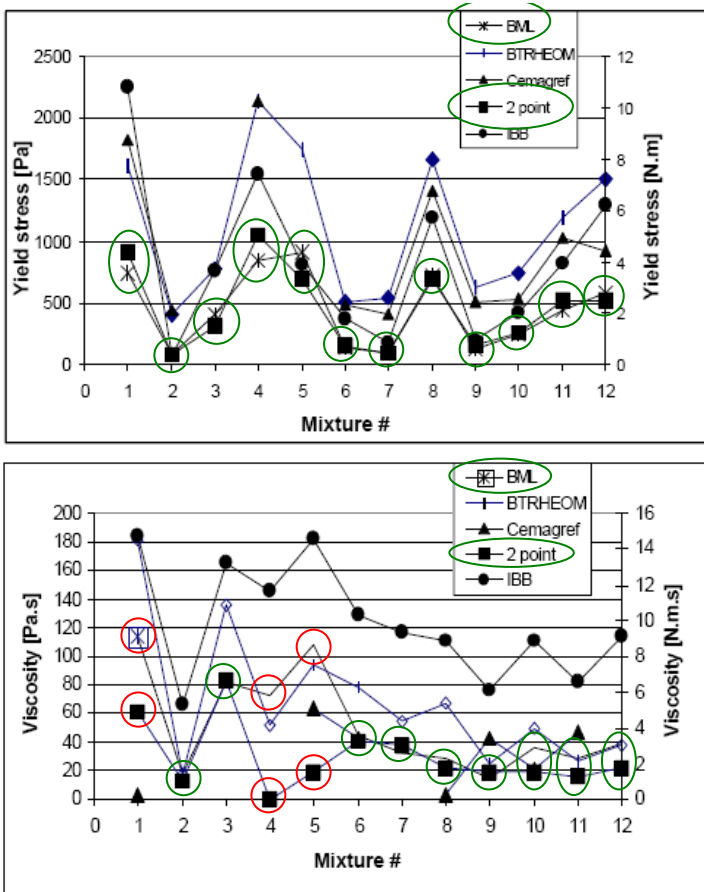 BML
BTRHEOM
Cemagref
2 point
IBB
2500
2000
1500
1000
500
0
12
10
8
6
4
2
0
Yield stress [Pa]
Yield stress [N.m]
0 1 2 3 4 5 6 7 8 9 10 11 12
Mixture #
BML
BTRHEOM
Cemagref
2 point
IBB
200
180
160
140
120
100
80
60
40
20
0
16
14
12
10
8
6
4
2
0
Viscosity [Pa.s]
Viscosity [N.m.s]
0 1 2 3 4 5 6 7 8 9 10 11 12
Mixture #